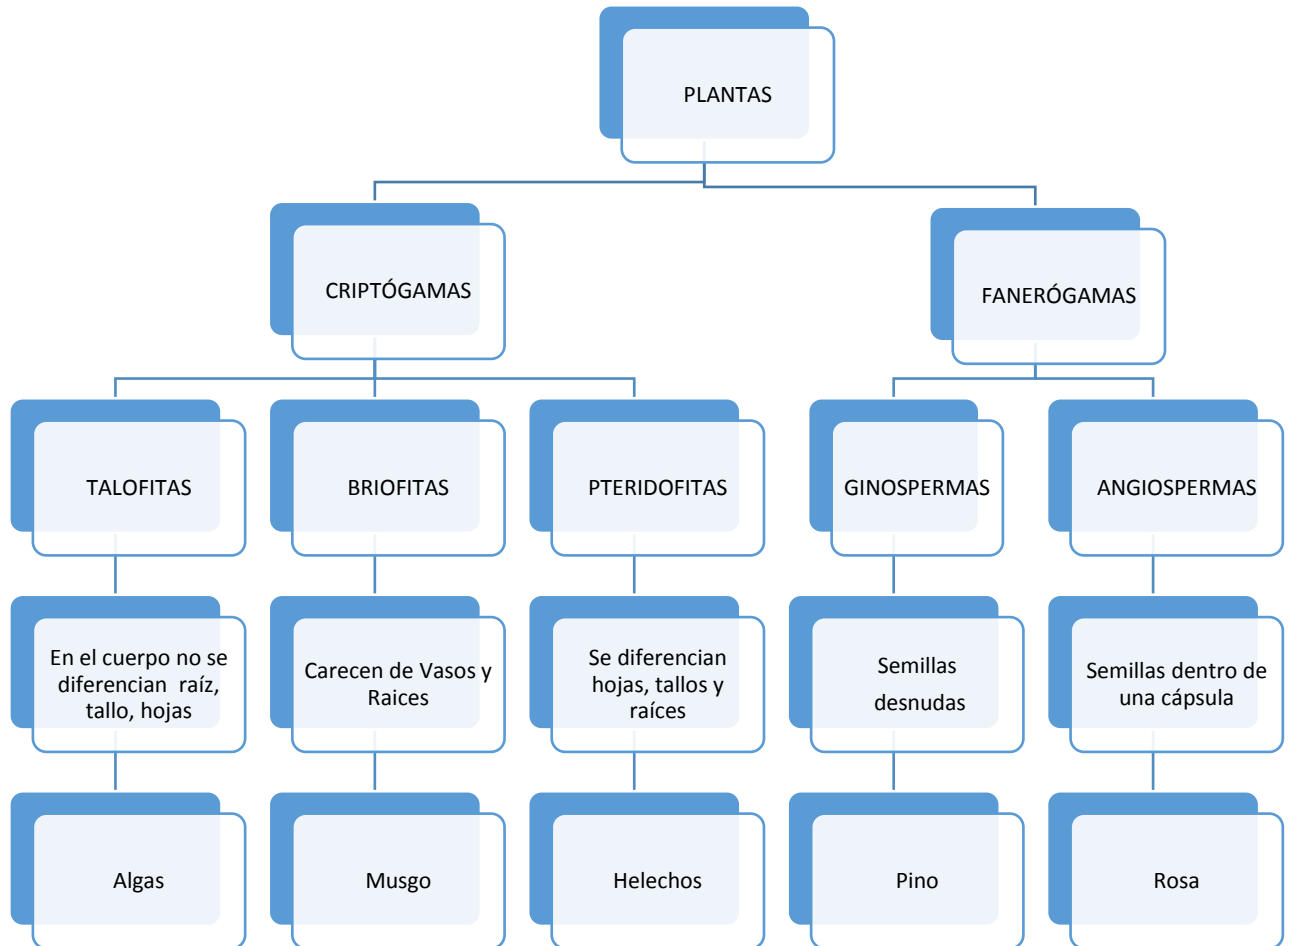 PLANTAS
CRIPTÓGAMAS
FANERÓGAMAS
TALOFITAS
BRIOFITAS
PTERIDOFITAS
GINOSPERMAS
ANGIOSPERMAS
En el cuerpo no se
diferencian raíz,
tallo, hojas
Carecen de Vasos y
Raices
Se diferencian
hojas, tallos y
raíces
Semillas
desnudas
Semillas dentro de
una cápsula
Algas
Musgo
Helechos
Pino
Rosa